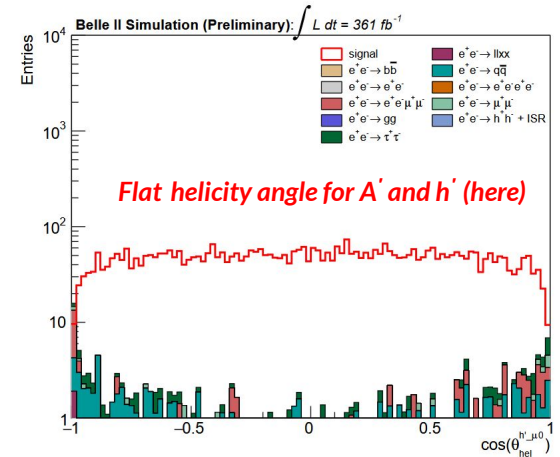 Belle II Simulation (Preliminary): ∫ L dt = 361 fb⁻¹
Entries
10⁴
10³
10²
10
1
signal
e⁺e⁻→ bb̅
e⁺e⁻→ e⁺e⁻
e⁺e⁻→ e⁺e⁻μ⁺μ⁻
e⁺e⁻→ gg
e⁺e⁻→ τ⁺τ⁻
e⁺e⁻→ llxx
e⁺e⁻→ qq̅
e⁺e⁻→ e⁺e⁻e⁺e⁻
e⁺e⁻→ μ⁺μ⁻
e⁺e⁻→ h⁺h⁻ + ISR
Flat helicity angle for A' and h' (here)
−1 −0.5 0 0.5 1
cos(θ_hel^h'_μ0)